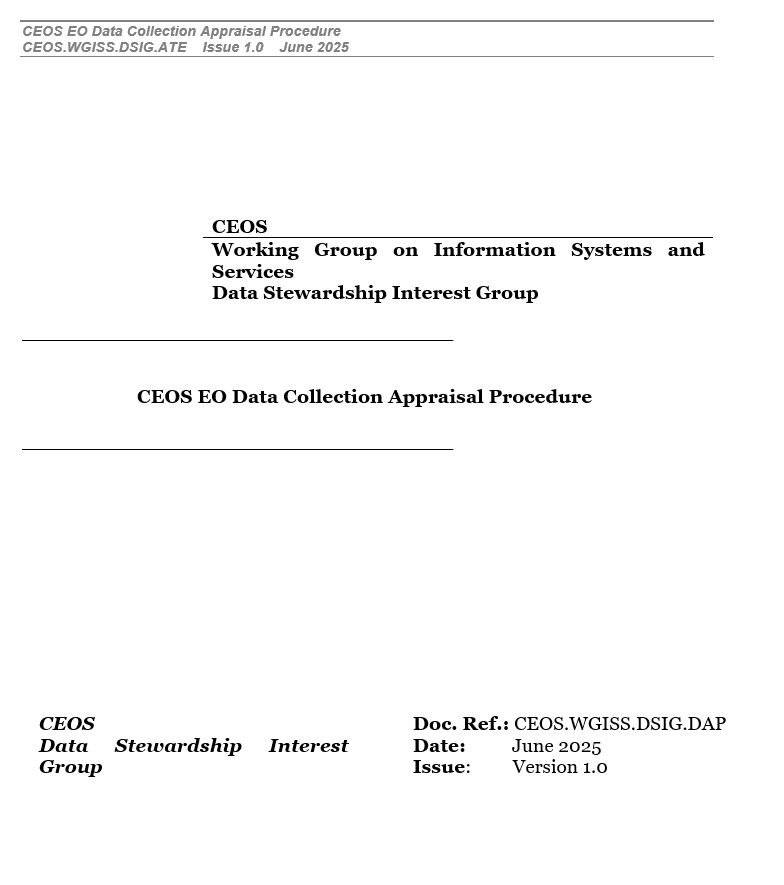 CEOS EO Data Collection Appraisal Procedure
CEOS.WGISS.DSIG.ATE Issue 1.0 June 2025
CEOS
Working Group on Information Systems and
Services
Data Stewardship Interest Group
CEOS EO Data Collection Appraisal Procedure
CEOS
Data Stewardship Interest
Group
Doc. Ref.: CEOS.WGISS.DSIG.DAP
Date: June 2025
Issue: Version 1.0